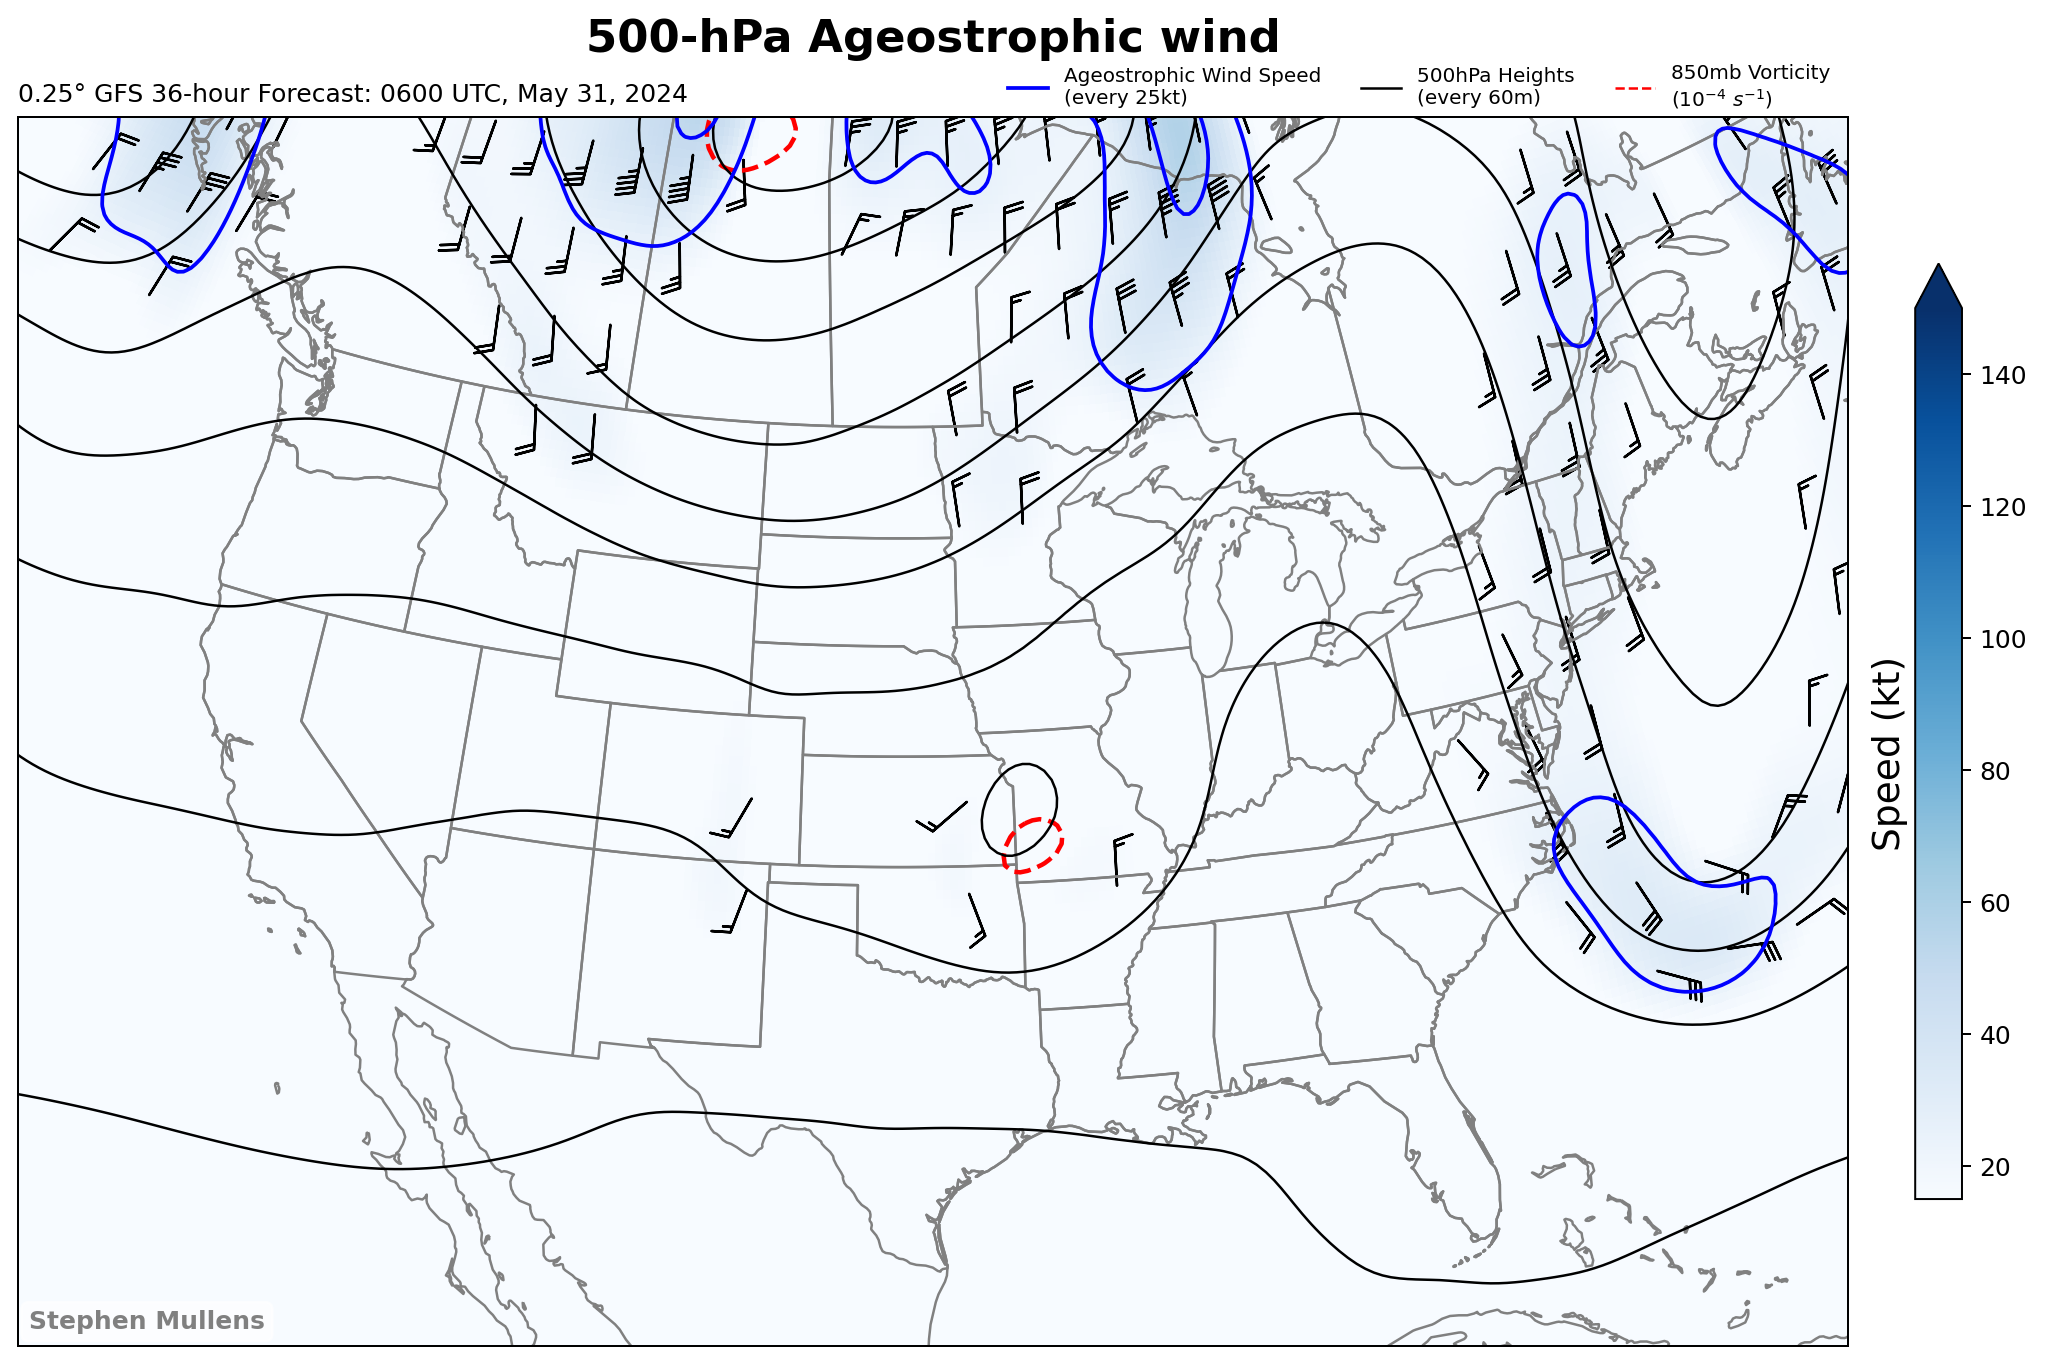 500-hPa Ageostrophic wind
0.25° GFS 36-hour Forecast: 0600 UTC, May 31, 2024
Ageostrophic Wind Speed
(every 25kt)
500hPa Heights
(every 60m)
850mb Vorticity
(10⁻⁴ s⁻¹)
140
120
100
80
60
40
20
Speed (kt)
Stephen Mullens